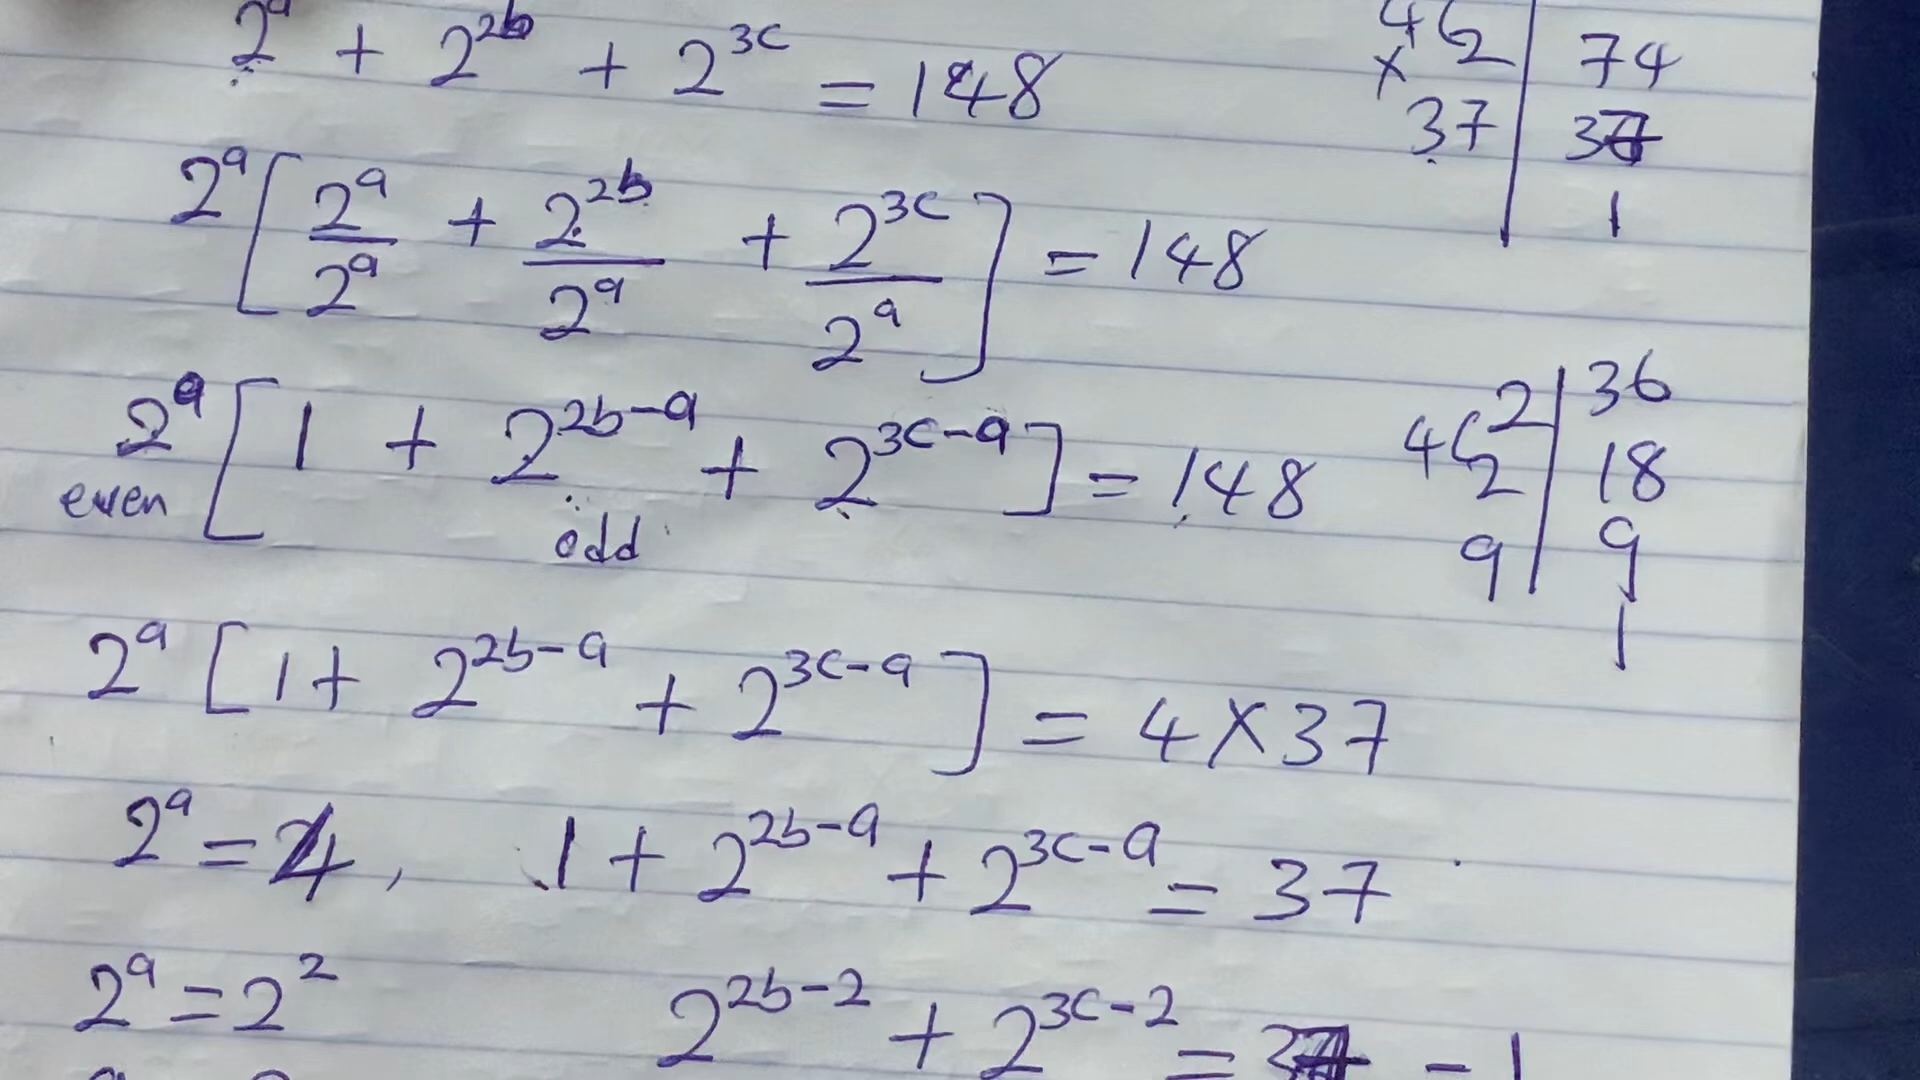 2^a + 2^{2b} + 2^{3c} = 148
2^a [ 2^a/2^a + 2^{2b}/2^a + 2^{3c}/2^a ] = 148
2^a [ 1 + 2^{2b-a} + 2^{3c-a} ] = 148
even odd
2^a [ 1 + 2^{2b-a} + 2^{3c-a} ] = 4 × 37
2^a = 4, 1 + 2^{2b-a} + 2^{3c-a} = 37
2^a = 2^2 2^{2b-2} + 2^{3c-2} = 37 - 1
4 2 | 74
×
37 | 37
1
2 | 36
4 2 | 18
9 | 9
1